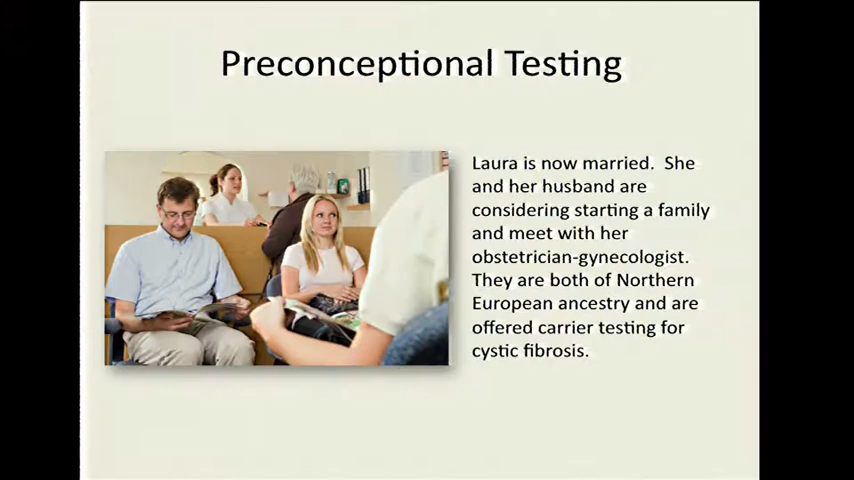 Preconceptional Testing
Laura is now married.  She
and her husband are
considering starting a family
and meet with her
obstetrician-gynecologist.
They are both of Northern
European ancestry and are
offered carrier testing for
cystic fibrosis.